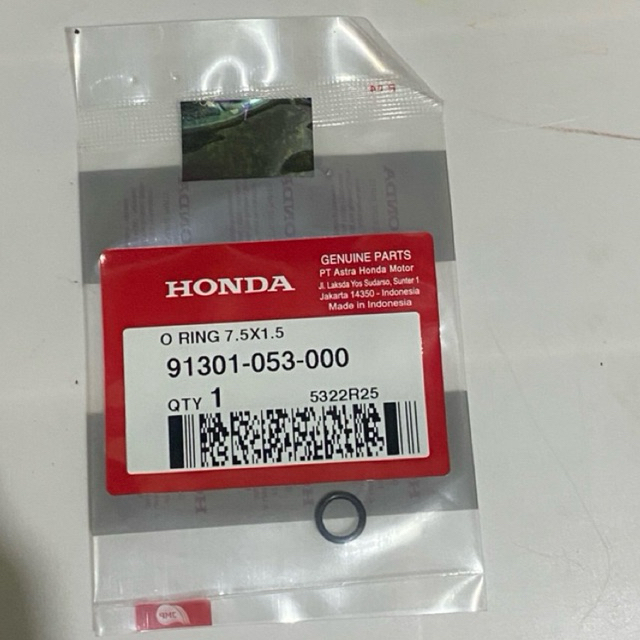 HONDA
GENUINE PARTS
PT Astra Honda Motor
Jl. Laksda Yos Sudarso, Sunter 1
Jakarta 14350 - Indonesia
Made in Indonesia
O RING 7.5X1.5
91301-053-000
QTY 1
5322R25